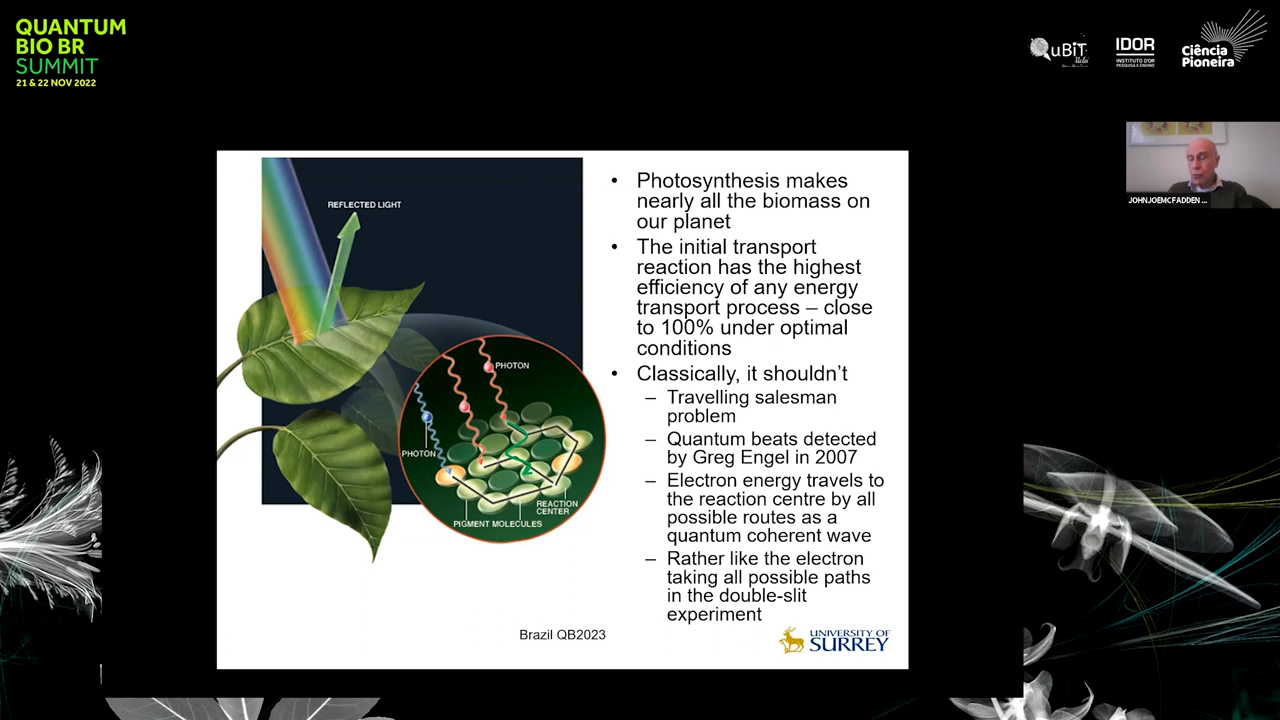 QUANTUM
BIO BR
SUMMIT
21 & 22 NOV 2022
QuBiT
IDOR
INSTITUTO D'OR
PESQUISA E ENSINO
Ciência
Pioneira
JOHNJOEMCFADDEN ...
REFLECTED LIGHT
PHOTON
PHOTON
REACTION
CENTER
PIGMENT MOLECULES
• Photosynthesis makes
nearly all the biomass on
our planet
• The initial transport
reaction has the highest
efficiency of any energy
transport process – close
to 100% under optimal
conditions
• Classically, it shouldn't
– Travelling salesman
problem
– Quantum beats detected
by Greg Engel in 2007
– Electron energy travels to
the reaction centre by all
possible routes as a
quantum coherent wave
– Rather like the electron
taking all possible paths
in the double-slit
experiment
Brazil QB2023
UNIVERSITY OF
SURREY